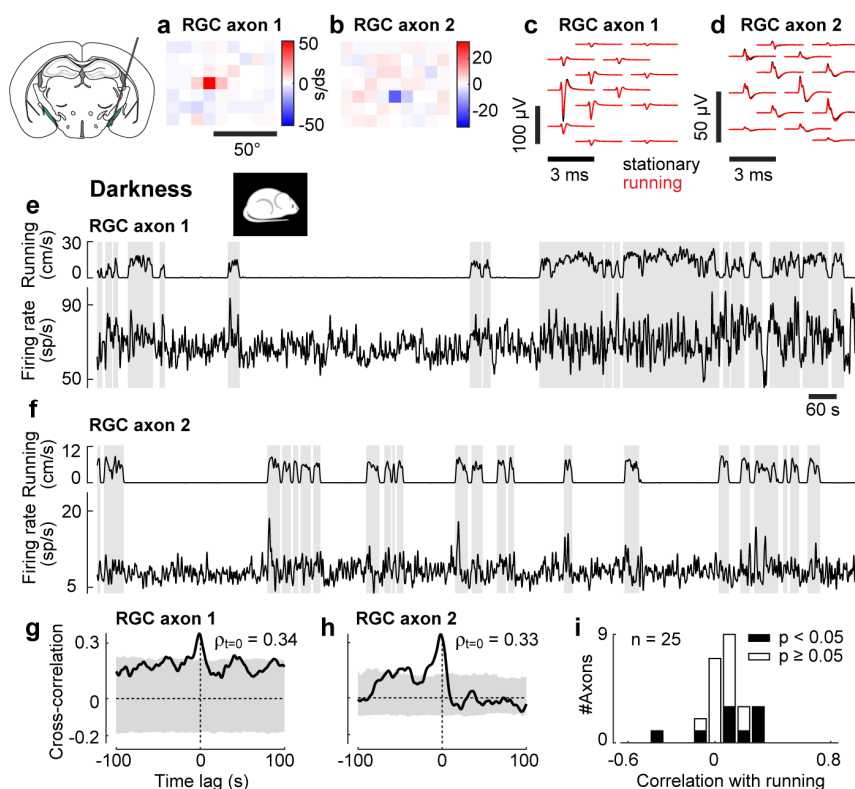 a RGC axon 1
50
sp/s
-50
50°
b RGC axon 2
20
0
-20
c RGC axon 1
100 µV
3 ms
d RGC axon 2
50 µV
3 ms
stationary
running
Darkness
e
RGC axon 1
Running
(cm/s)
30
0
Firing rate
(sp/s)
90
50
60 s
f
RGC axon 2
Running
(cm/s)
12
0
Firing rate
(sp/s)
20
5
g RGC axon 1
ρt=0 = 0.34
Cross-correlation
0.3
0
-0.2
-100 0 100
Time lag (s)
h RGC axon 2
ρt=0 = 0.33
-100 0 100
Time lag (s)
i
n = 25
p < 0.05
p ≥ 0.05
#Axons
9
0
-0.6 0 0.8
Correlation with running